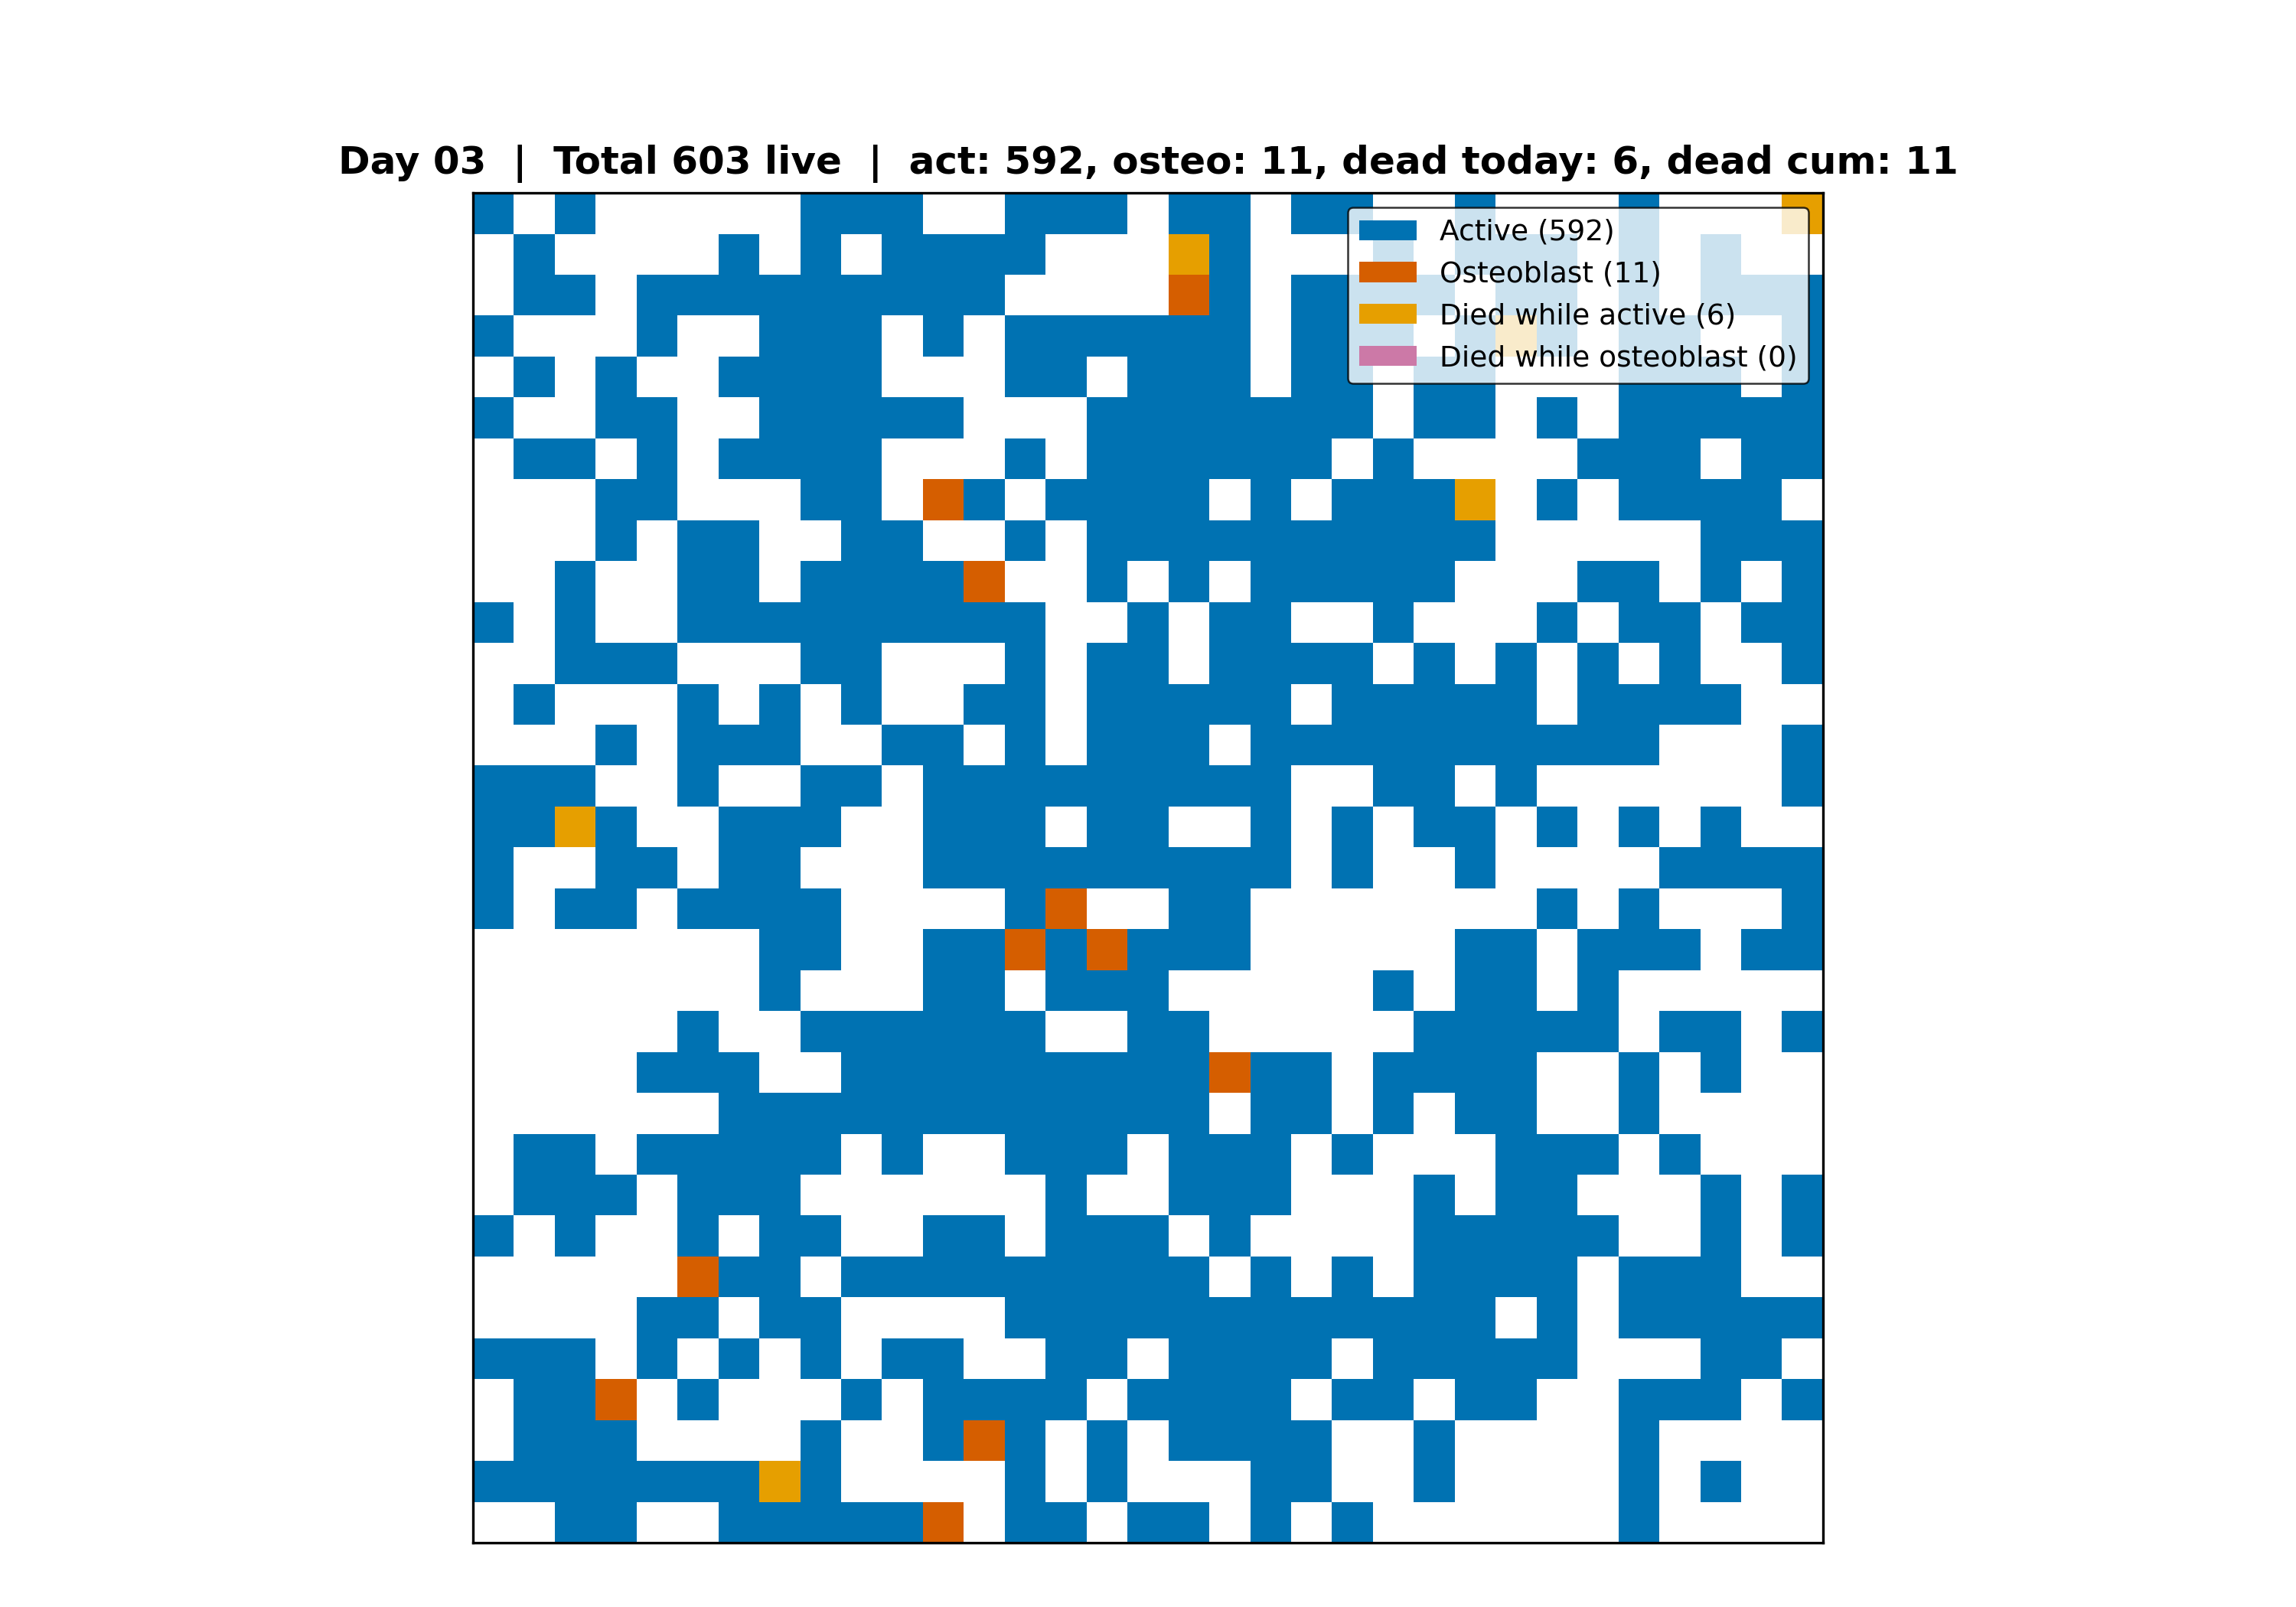 Day 03 | Total 603 live | act: 592, osteo: 11, dead today: 6, dead cum: 11
Active (592)
Osteoblast (11)
Died while active (6)
Died while osteoblast (0)